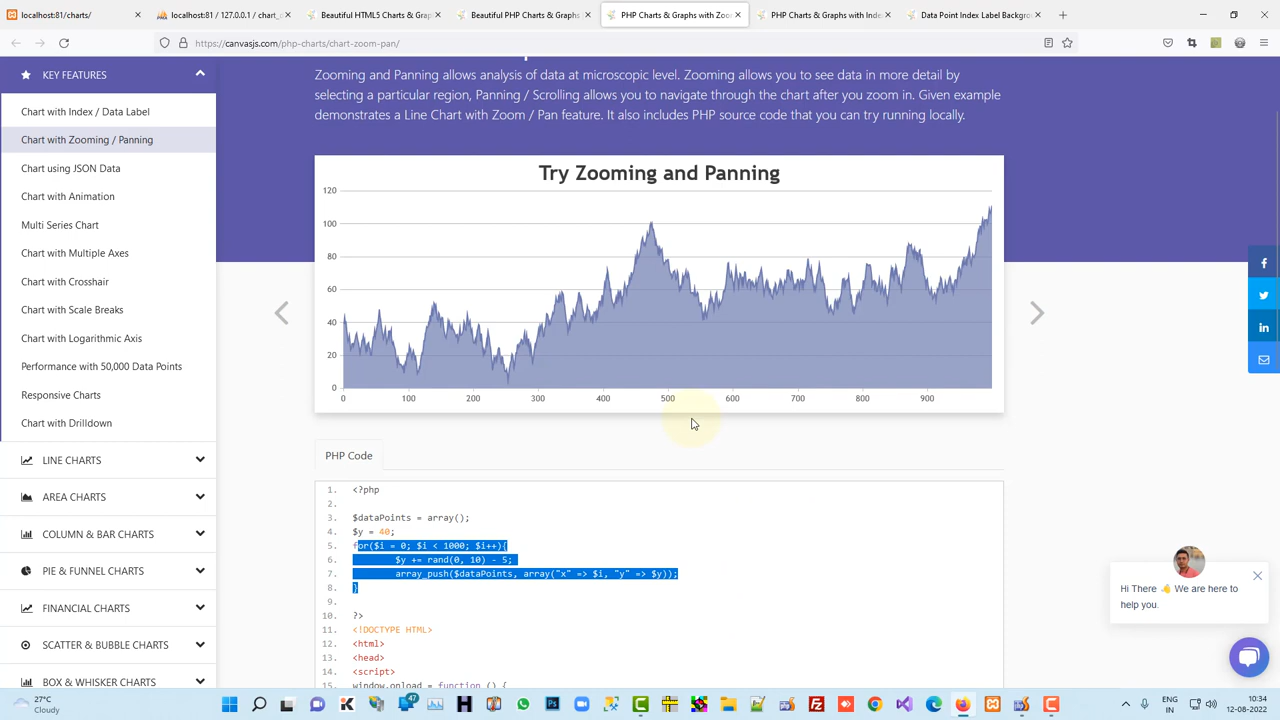 localhost:81/charts/
localhost:81 / 127.0.0.1 / chart_d
Beautiful HTML5 Charts & Grap
Beautiful PHP Charts & Graphs
PHP Charts & Graphs with Zoo
PHP Charts & Graphs with Inde
Data Point Index Label Backgro
https://canvasjs.com/php-charts/chart-zoom-pan/
KEY FEATURES
Chart with Index / Data Label
Chart with Zooming / Panning
Chart using JSON Data
Chart with Animation
Multi Series Chart
Chart with Multiple Axes
Chart with Crosshair
Chart with Scale Breaks
Chart with Logarithmic Axis
Performance with 50,000 Data Points
Responsive Charts
Chart with Drilldown
LINE CHARTS
AREA CHARTS
COLUMN & BAR CHARTS
PIE & FUNNEL CHARTS
FINANCIAL CHARTS
SCATTER & BUBBLE CHARTS
BOX & WHISKER CHARTS
Zooming and Panning allows analysis of data at microscopic level. Zooming allows you to see data in more detail by
selecting a particular region, Panning / Scrolling allows you to navigate through the chart after you zoom in. Given example
demonstrates a Line Chart with Zoom / Pan feature. It also includes PHP source code that you can try running locally.
Try Zooming and Panning
120
100
80
60
40
20
0
0 100 200 300 400 500 600 700 800 900
PHP Code
1. <?php
2.
3. $dataPoints = array();
4. $y = 40;
5. for($i = 0; $i < 1000; $i++){
6. $y += rand(0, 10) - 5;
7. array_push($dataPoints, array("x" => $i, "y" => $y));
8. }
9.
10. ?>
11. <!DOCTYPE HTML>
12. <html>
13. <head>
14. <script>
15. window.onload = function () {
Hi There 👋 We are here to
help you.
27°C
Cloudy
47
ENG
IN
10:34
12-08-2022